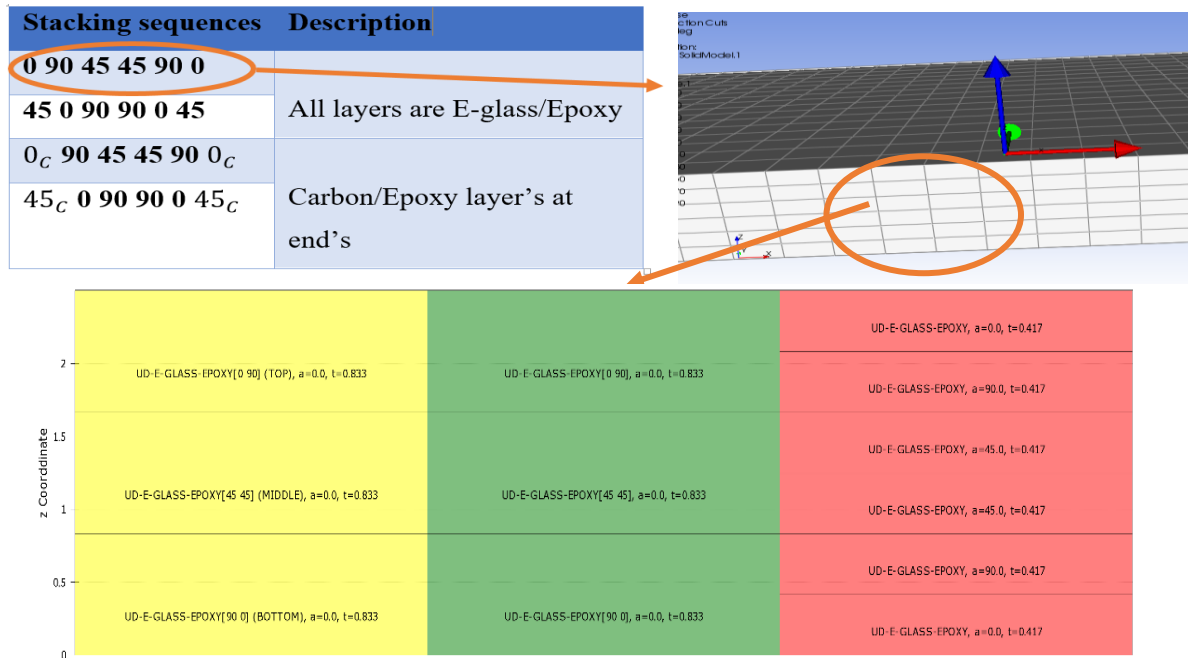 Stacking sequences Description
0 90 45 45 90 0
45 0 90 90 0 45
All layers are E-glass/Epoxy
0C 90 45 45 90 0C
45C 0 90 90 0 45C
Carbon/Epoxy layer's at
end's
ction Cuts
SolidModel.1
z
x
z Coorddinate
2
1.5
1
0.5
0
UD-E-GLASS-EPOXY[0 90] (TOP), a=0.0, t=0.833
UD-E-GLASS-EPOXY[45 45] (MIDDLE), a=0.0, t=0.833
UD-E-GLASS-EPOXY[90 0] (BOTTOM), a=0.0, t=0.833
UD-E-GLASS-EPOXY[0 90], a=0.0, t=0.833
UD-E-GLASS-EPOXY[45 45], a=0.0, t=0.833
UD-E-GLASS-EPOXY[90 0], a=0.0, t=0.833
UD-E-GLASS-EPOXY, a=0.0, t=0.417
UD-E-GLASS-EPOXY, a=90.0, t=0.417
UD-E-GLASS-EPOXY, a=45.0, t=0.417
UD-E-GLASS-EPOXY, a=45.0, t=0.417
UD-E-GLASS-EPOXY, a=90.0, t=0.417
UD-E-GLASS-EPOXY, a=0.0, t=0.417